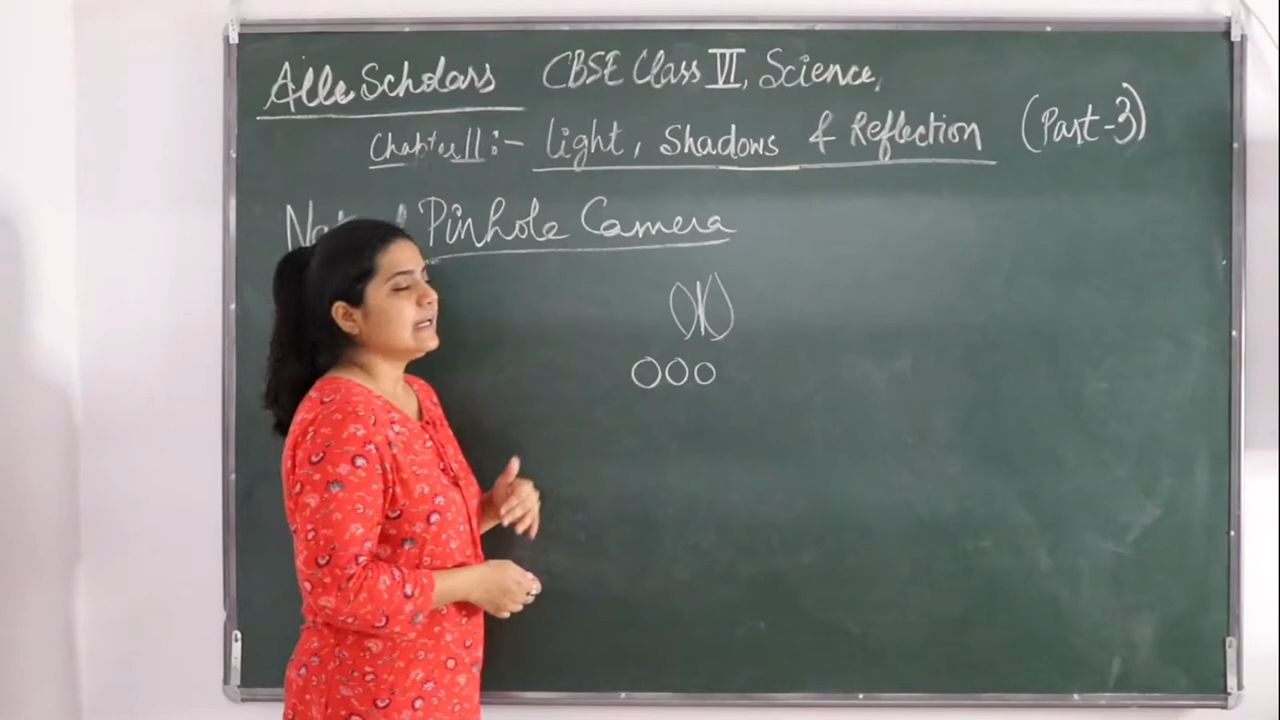 Alle Scholars CBSE Class VI, Science,
Chapter 11 :- Light, Shadows & Reflection (Part-3)
Pinhole Camera